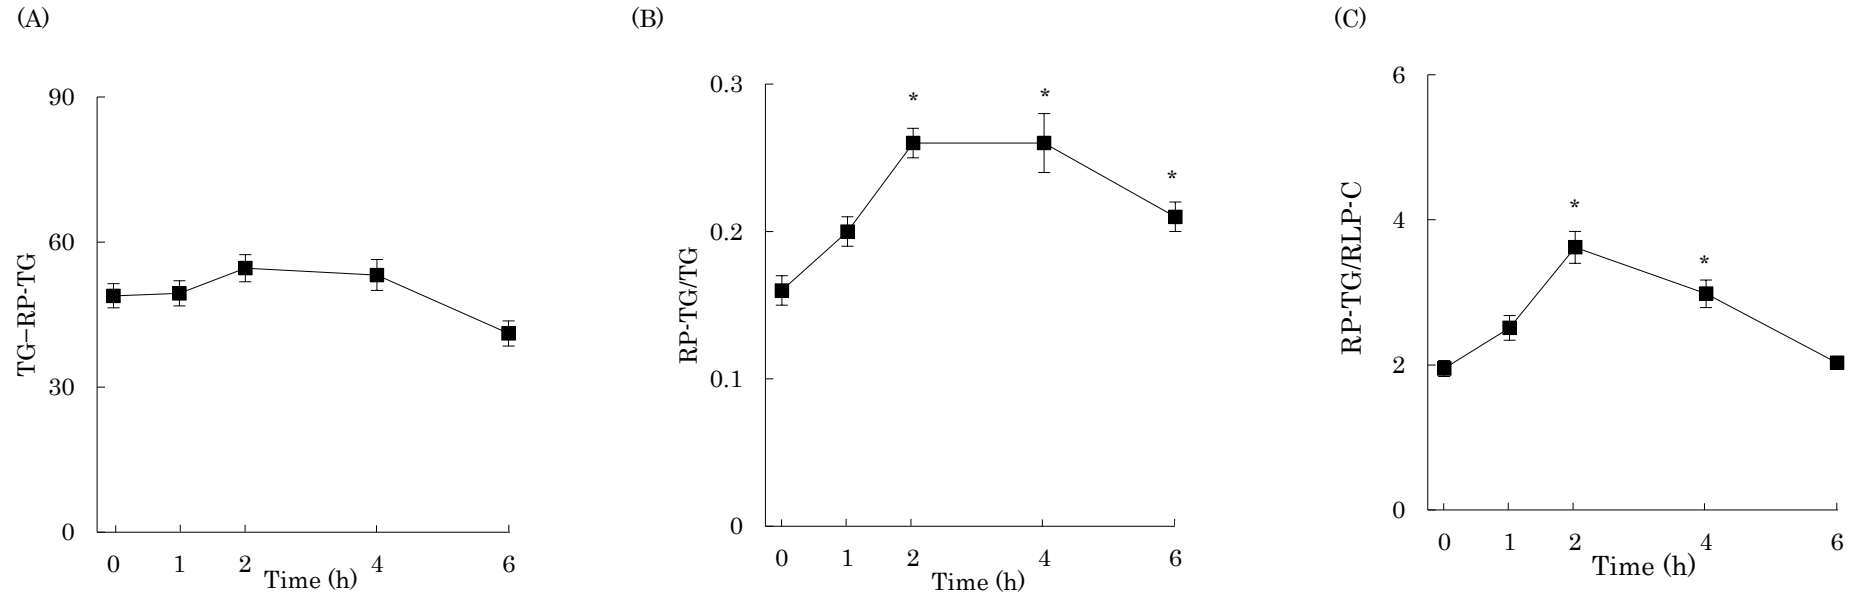 (A)
90
60
30
0
TG−RP-TG
0 1 2 4 6
Time (h)
(B)
0.3
0.2
0.1
0
RP-TG/TG
* * *
0 1 2 4 6
Time (h)
(C)
6
4
2
0
RP-TG/RLP-C
* *
0 1 2 4 6
Time (h)